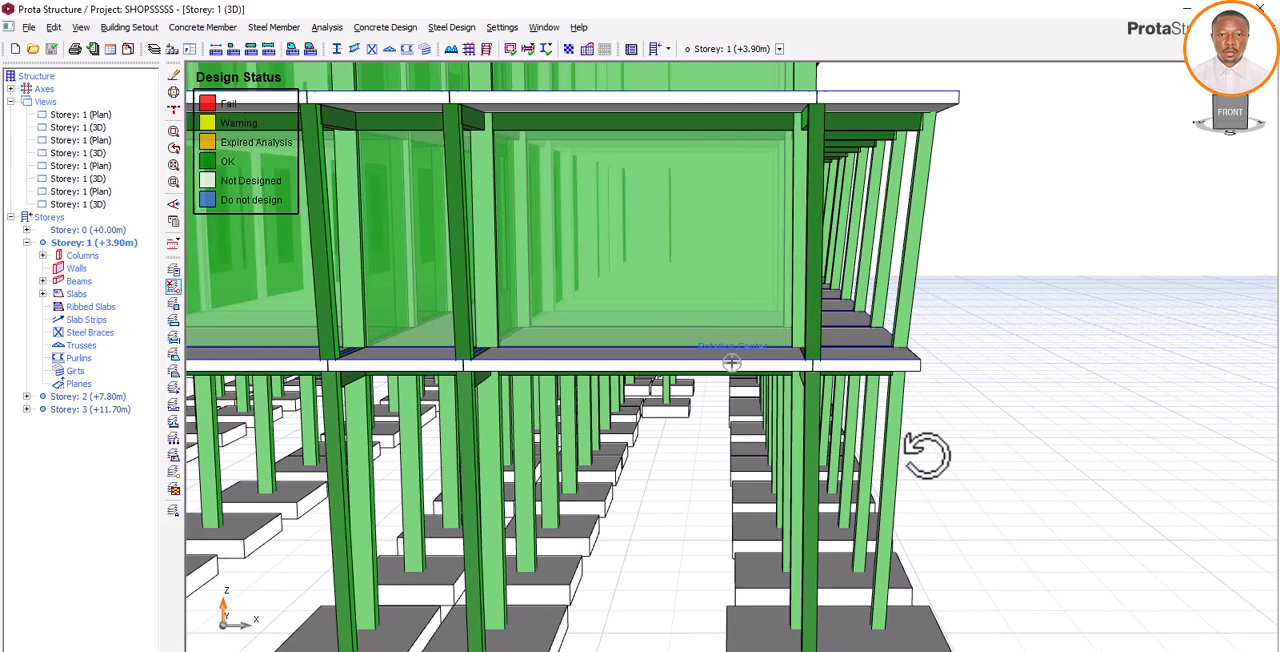 Prota Structure / Project: SHOPSSSSS - [Storey: 1 (3D)]
File Edit View Building Setout Concrete Member Steel Member Analysis Concrete Design Steel Design Settings Window Help
Storey: 1 (+3.90m)
Structure
Axes
Views
Storey: 1 (Plan)
Storey: 1 (3D)
Storey: 1 (Plan)
Storey: 1 (3D)
Storey: 1 (Plan)
Storey: 1 (3D)
Storey: 1 (Plan)
Storey: 1 (3D)
Storeys
Storey: 0 (+0.00m)
Storey: 1 (+3.90m)
Columns
Walls
Beams
Slabs
Ribbed Slabs
Slab Strips
Steel Braces
Trusses
Purlins
Girts
Planes
Storey: 2 (+7.80m)
Storey: 3 (+11.70m)
Design Status
Fail
Warning
Expired Analysis
OK
Not Designed
Do not design
Rotation Center
FRONT
Z
Y
X